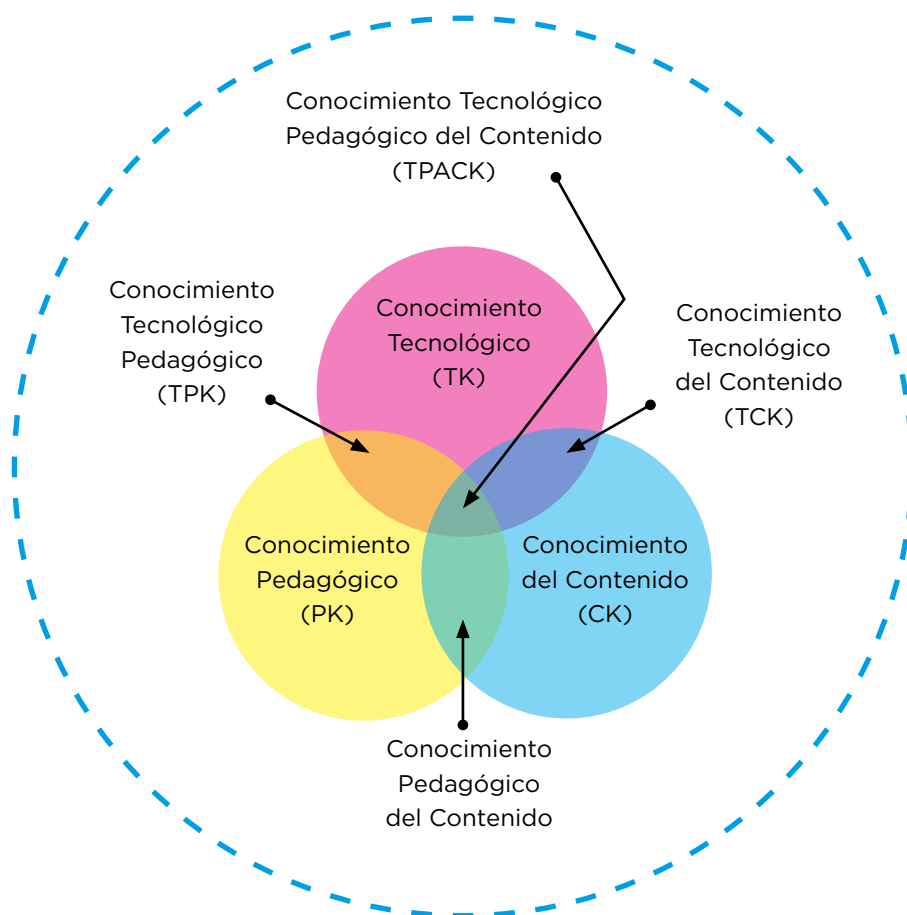 Conocimiento Tecnológico
Pedagógico del Contenido
(TPACK)
Conocimiento
Tecnológico
Pedagógico
(TPK)
Conocimiento
Tecnológico
(TK)
Conocimiento
Tecnológico
del Contenido
(TCK)
Conocimiento
Pedagógico
(PK)
Conocimiento
del Contenido
(CK)
Conocimiento
Pedagógico
del Contenido